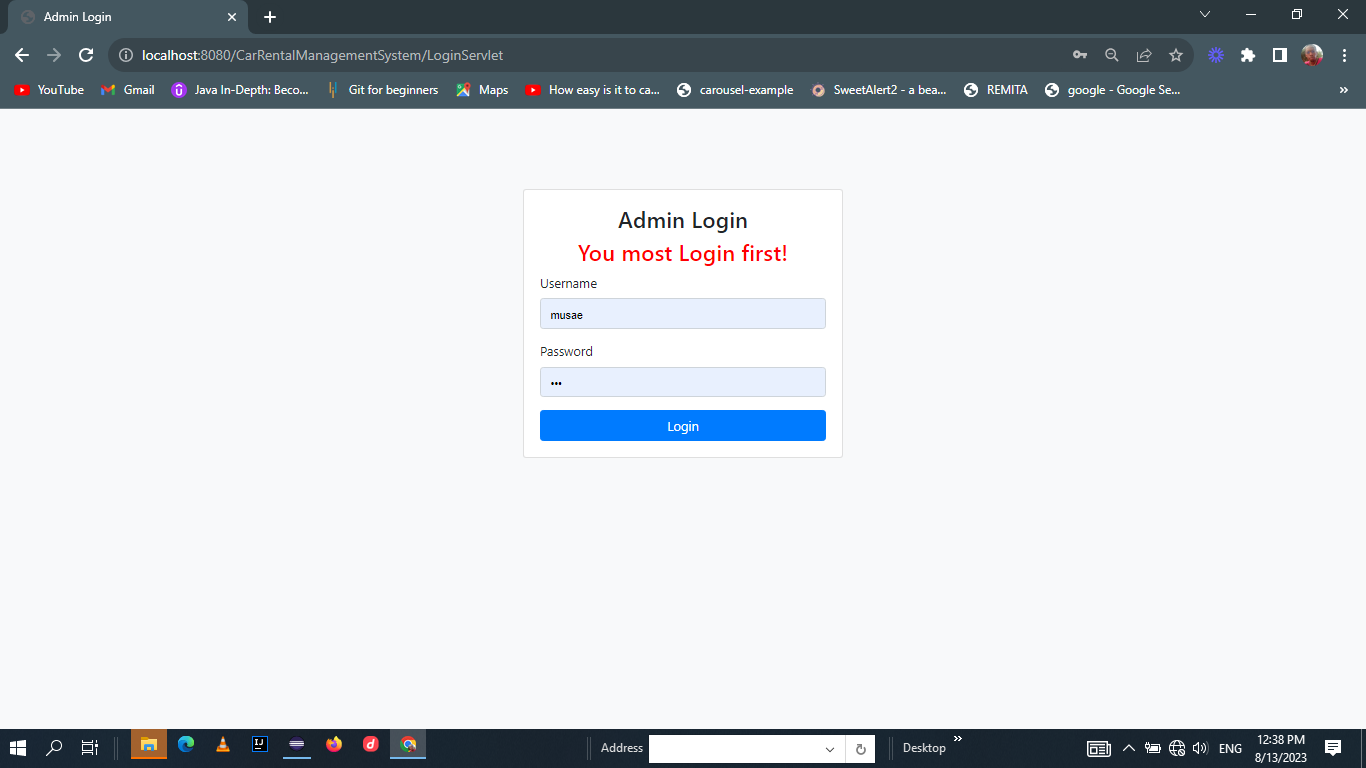 Admin Login
localhost:8080/CarRentalManagementSystem/LoginServlet
YouTube
Gmail
Java In-Depth: Beco...
Git for beginners
Maps
How easy is it to ca...
carousel-example
SweetAlert2 - a bea...
REMITA
google - Google Se...
»
Admin Login
You most Login first!
Username
musae
Password
•••
Login
Address
Desktop
»
ENG
12:38 PM
8/13/2023